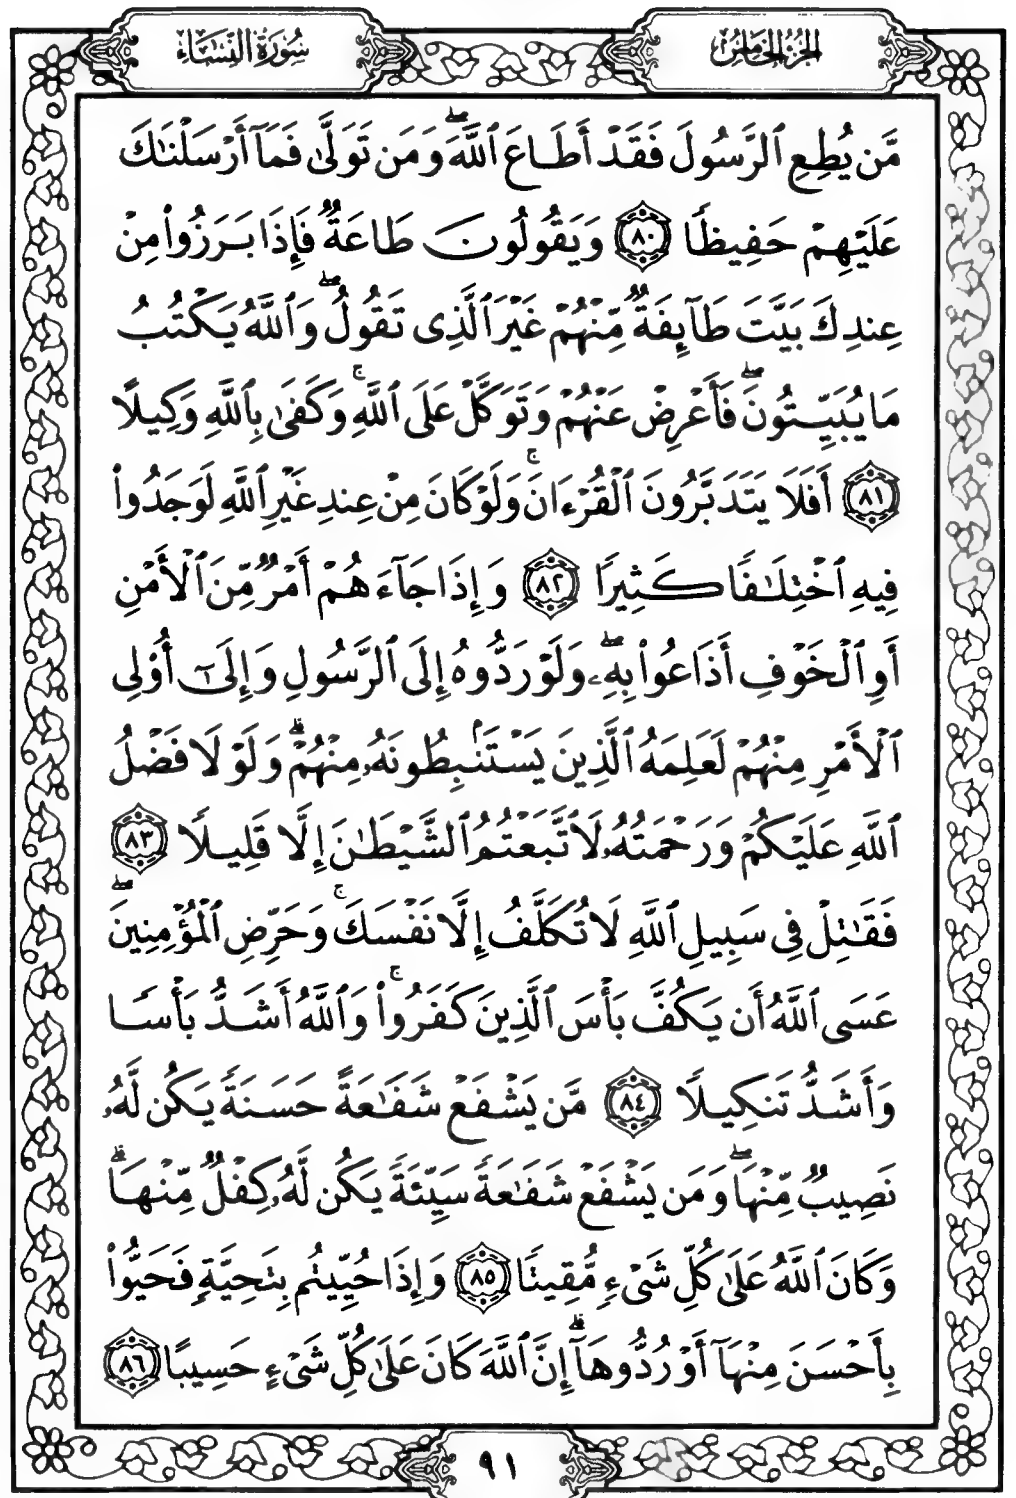 الجزء الخامس
سورة النساء
مَّن يُطِعِ ٱلرَّسُولَ فَقَدْ أَطَاعَ ٱللَّهَ ۖ وَمَن تَوَلَّىٰ فَمَآ أَرْسَلْنَٰكَ
عَلَيْهِمْ حَفِيظًا ٨٠ وَيَقُولُونَ طَاعَةٌ فَإِذَا بَرَزُوا۟ مِنْ
عِندِكَ بَيَّتَ طَآئِفَةٌ مِّنْهُمْ غَيْرَ ٱلَّذِى تَقُولُ ۖ وَٱللَّهُ يَكْتُبُ
مَا يُبَيِّتُونَ ۖ فَأَعْرِضْ عَنْهُمْ وَتَوَكَّلْ عَلَى ٱللَّهِ ۚ وَكَفَىٰ بِٱللَّهِ وَكِيلًا
٨١ أَفَلَا يَتَدَبَّرُونَ ٱلْقُرْءَانَ ۚ وَلَوْ كَانَ مِنْ عِندِ غَيْرِ ٱللَّهِ لَوَجَدُوا۟
فِيهِ ٱخْتِلَٰفًا كَثِيرًا ٨٢ وَإِذَا جَآءَهُمْ أَمْرٌ مِّنَ ٱلْأَمْنِ
أَوِ ٱلْخَوْفِ أَذَاعُوا۟ بِهِۦ ۖ وَلَوْ رَدُّوهُ إِلَى ٱلرَّسُولِ وَإِلَىٰٓ أُو۟لِى
ٱلْأَمْرِ مِنْهُمْ لَعَلِمَهُ ٱلَّذِينَ يَسْتَنۢبِطُونَهُۥ مِنْهُمْ ۗ وَلَوْلَا فَضْلُ
ٱللَّهِ عَلَيْكُمْ وَرَحْمَتُهُۥ لَٱتَّبَعْتُمُ ٱلشَّيْطَٰنَ إِلَّا قَلِيلًا ٨٣
فَقَٰتِلْ فِى سَبِيلِ ٱللَّهِ لَا تُكَلَّفُ إِلَّا نَفْسَكَ ۚ وَحَرِّضِ ٱلْمُؤْمِنِينَ ۖ
عَسَى ٱللَّهُ أَن يَكُفَّ بَأْسَ ٱلَّذِينَ كَفَرُوا۟ ۚ وَٱللَّهُ أَشَدُّ بَأْسًا
وَأَشَدُّ تَنكِيلًا ٨٤ مَّن يَشْفَعْ شَفَٰعَةً حَسَنَةً يَكُن لَّهُۥ
نَصِيبٌ مِّنْهَا ۖ وَمَن يَشْفَعْ شَفَٰعَةً سَيِّئَةً يَكُن لَّهُۥ كِفْلٌ مِّنْهَا ۗ
وَكَانَ ٱللَّهُ عَلَىٰ كُلِّ شَىْءٍ مُّقِيتًا ٨٥ وَإِذَا حُيِّيتُم بِتَحِيَّةٍ فَحَيُّوا۟
بِأَحْسَنَ مِنْهَآ أَوْ رُدُّوهَآ ۗ إِنَّ ٱللَّهَ كَانَ عَلَىٰ كُلِّ شَىْءٍ حَسِيبًا ٨٦
٩١